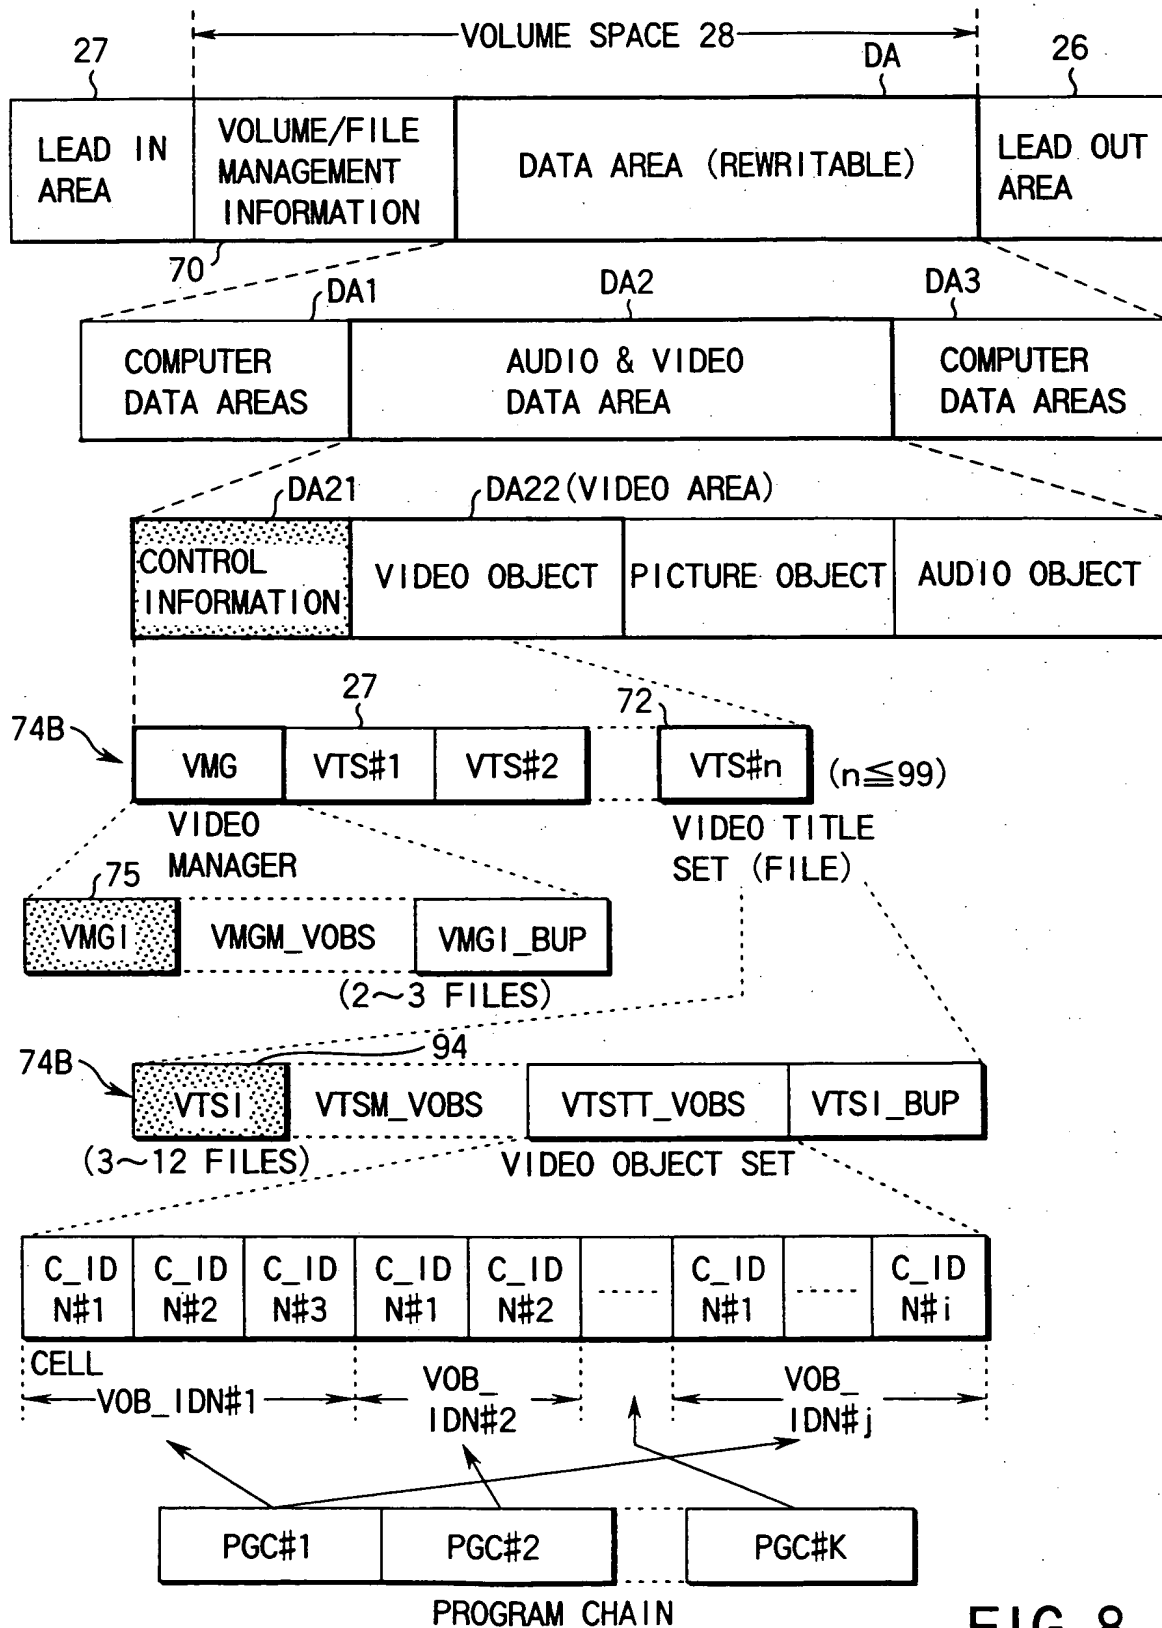 VOLUME SPACE 28
27
DA
26
LEAD IN
AREA
VOLUME/FILE
MANAGEMENT
INFORMATION
DATA AREA (REWRITABLE)
LEAD OUT
AREA
70
DA1
DA2
DA3
COMPUTER
DATA AREAS
AUDIO & VIDEO
DATA AREA
COMPUTER
DATA AREAS
DA21
DA22(VIDEO AREA)
CONTROL
INFORMATION
VIDEO OBJECT
PICTURE OBJECT
AUDIO OBJECT
74B
27
72
VMG
VTS#1
VTS#2
VTS#n
(n≦99)
VIDEO
MANAGER
VIDEO TITLE
SET (FILE)
75
VMGI
VMGM_VOBS
VMGI_BUP
(2~3 FILES)
74B
94
VTSI
VTSM_VOBS
VTSTT_VOBS
VTSI_BUP
(3~12 FILES)
VIDEO OBJECT SET
C_ID
N#1
C_ID
N#2
C_ID
N#3
C_ID
N#1
C_ID
N#2
C_ID
N#1
C_ID
N#i
CELL
VOB_IDN#1
VOB_
IDN#2
VOB_
IDN#j
PGC#1
PGC#2
PGC#K
PROGRAM CHAIN
FIG. 8